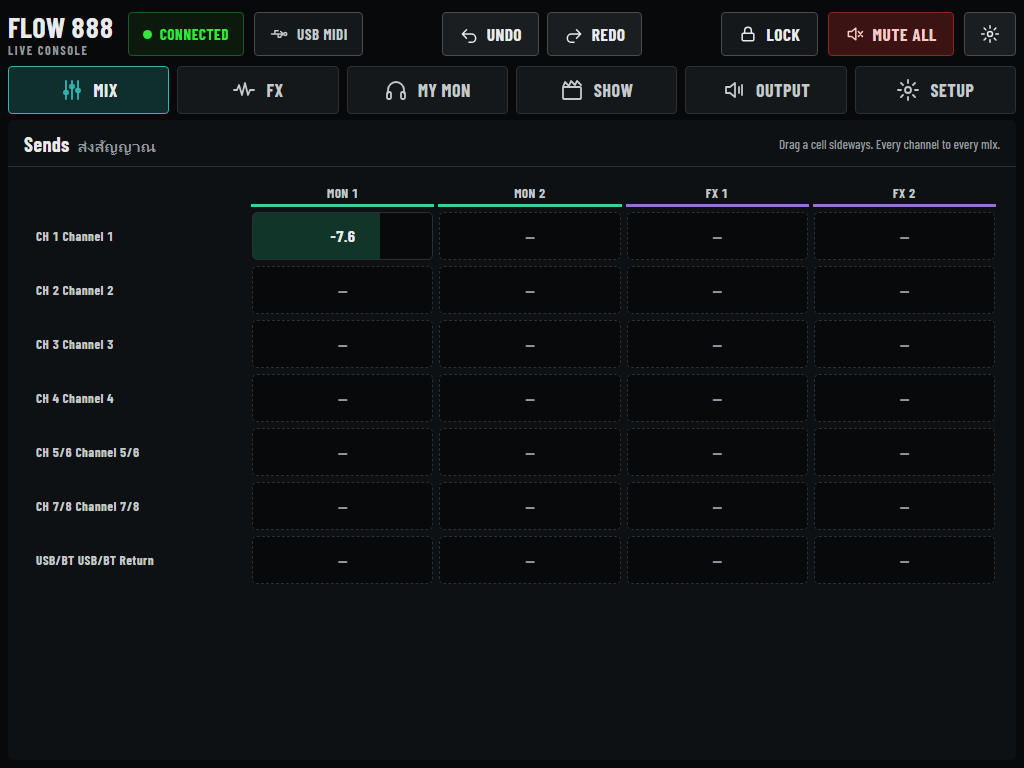 FLOW 888
LIVE CONSOLE
CONNECTED
USB MIDI
UNDO
REDO
LOCK
MUTE ALL
MIX
FX
MY MON
SHOW
OUTPUT
SETUP
Sends ส่งสัญญาณ
Drag a cell sideways. Every channel to every mix.
MON 1
MON 2
FX 1
FX 2
CH 1 Channel 1
-7.6
–
–
–
CH 2 Channel 2
–
–
–
–
CH 3 Channel 3
–
–
–
–
CH 4 Channel 4
–
–
–
–
CH 5/6 Channel 5/6
–
–
–
–
CH 7/8 Channel 7/8
–
–
–
–
USB/BT USB/BT Return
–
–
–
–